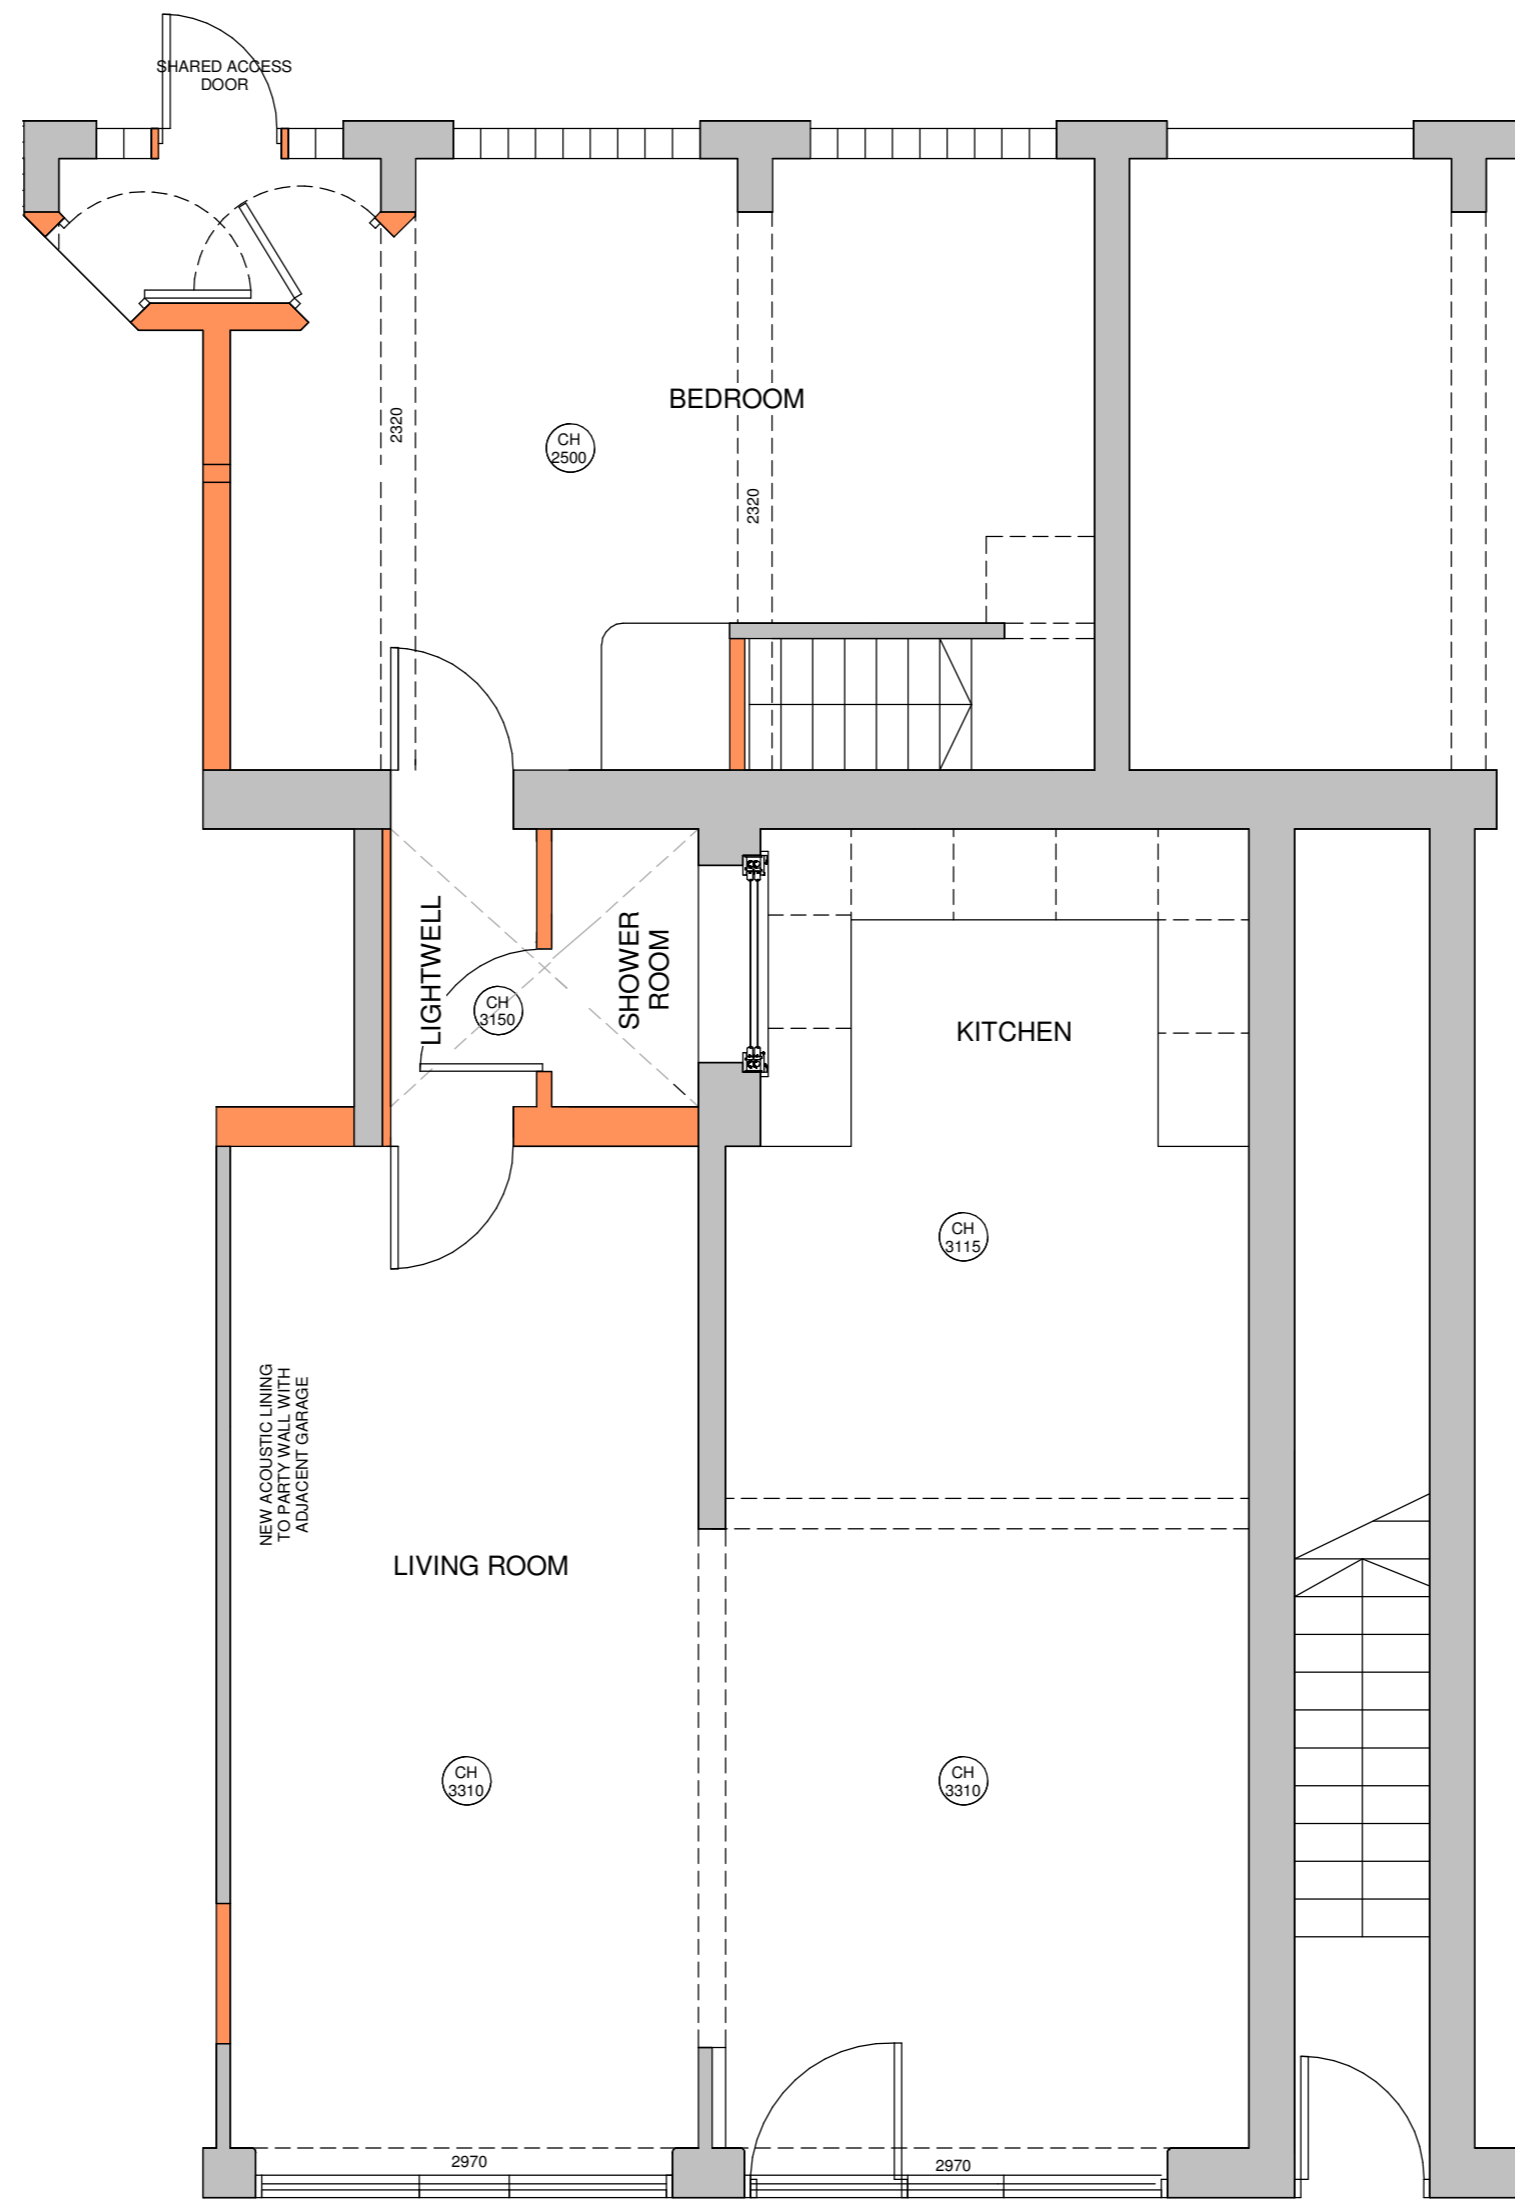 SHARED ACCESS
DOOR
BEDROOM
2320
CH
2500
2320
LIGHTWELL
SHOWER
ROOM
CH
3150
KITCHEN
CH
3115
NEW ACOUSTIC LINING
TO PARTY WALL WITH
ADJACENT GARAGE
LIVING ROOM
CH
3310
CH
3310
2970
2970